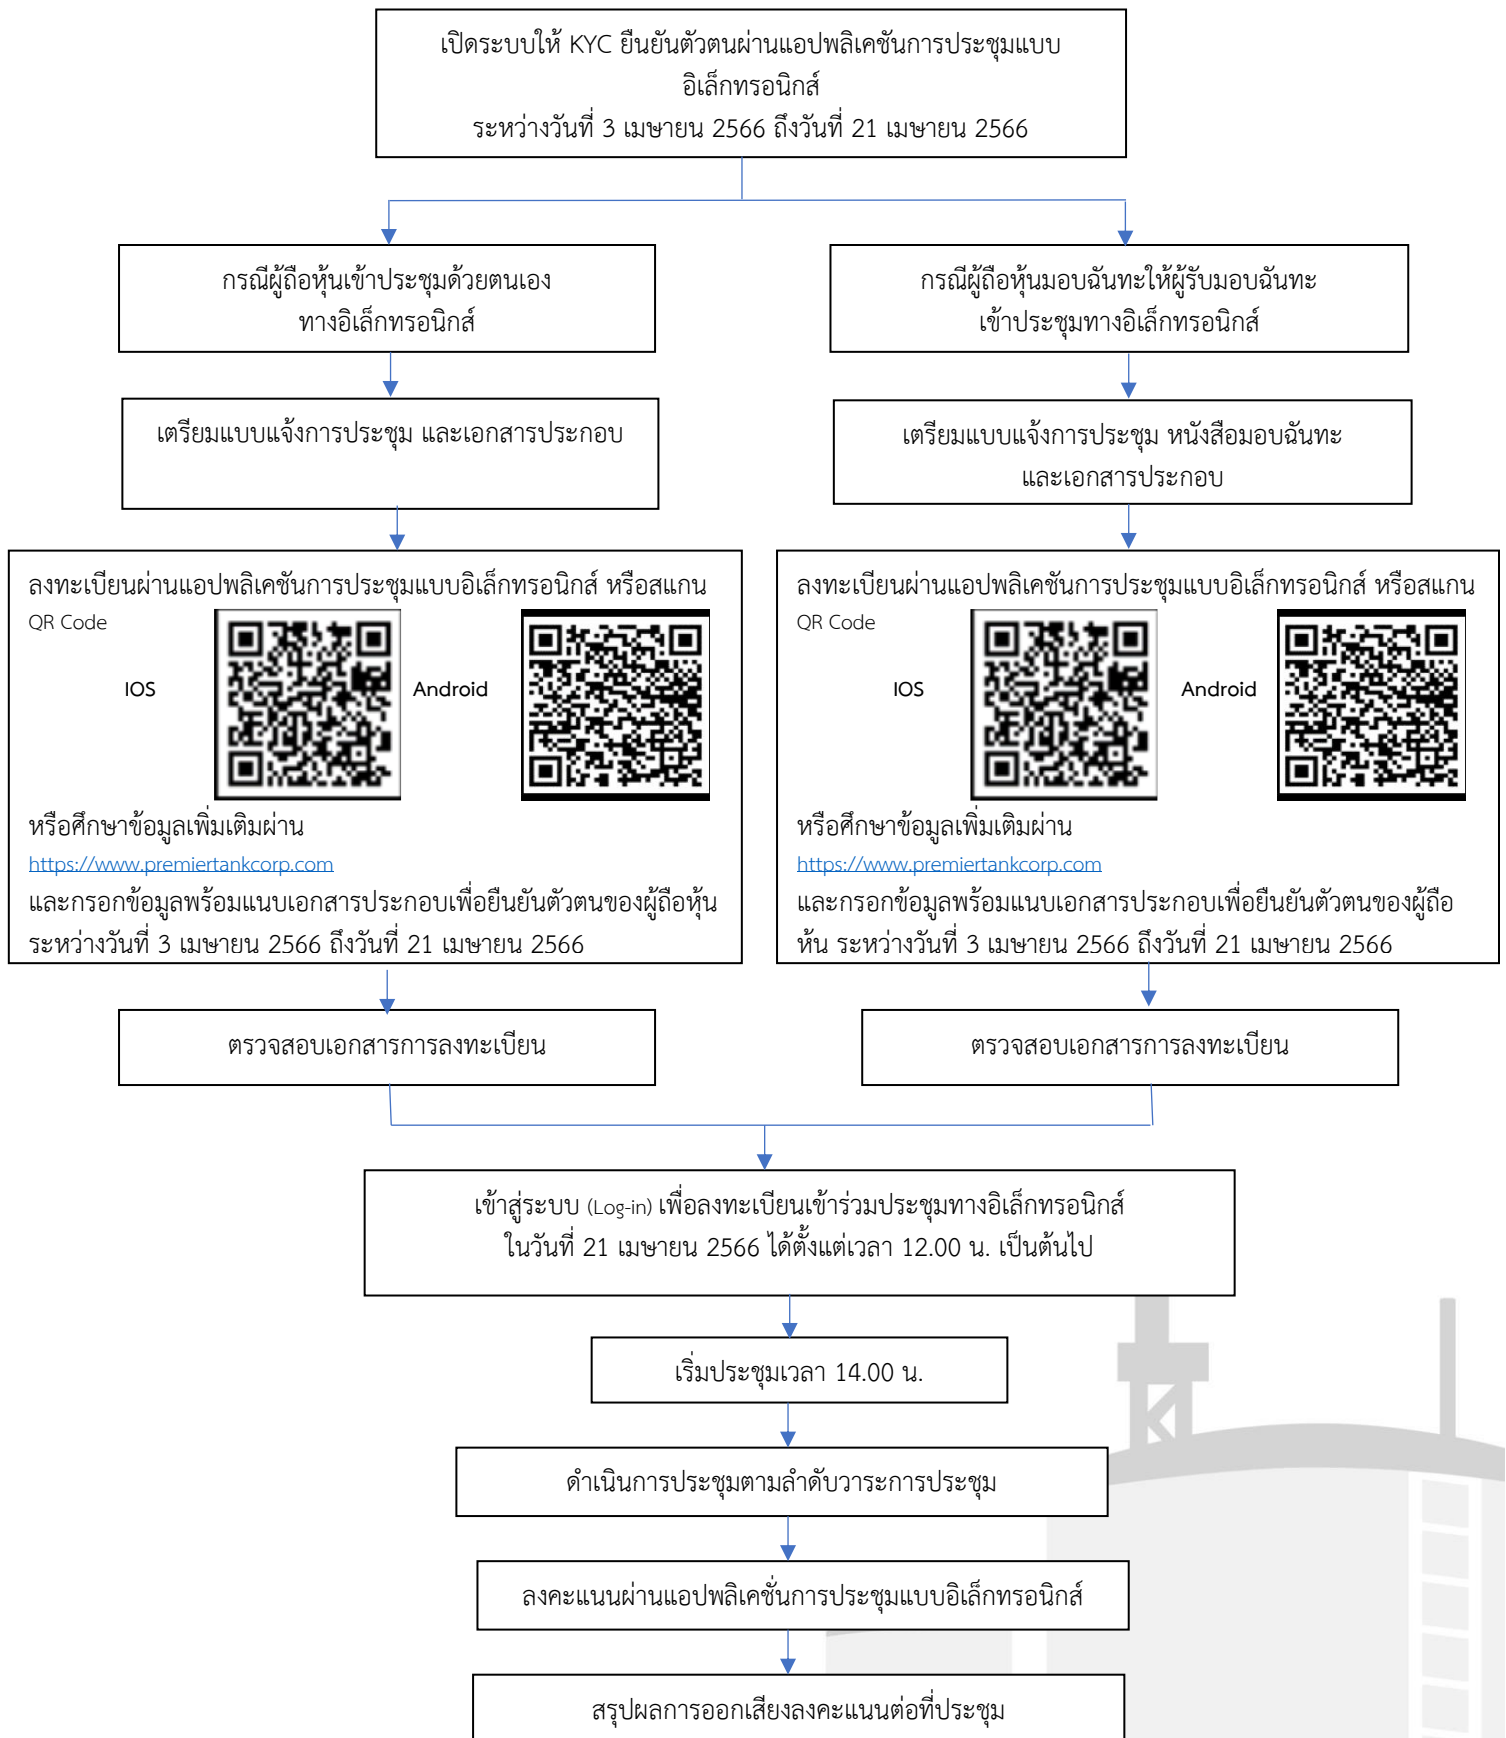 เปิดระบบให้ KYC ยืนยันตัวตนผ่านแอปพลิเคชันการประชุมแบบ
อิเล็กทรอนิกส์
ระหว่างวันที่ 3 เมษายน 2566 ถึงวันที่ 21 เมษายน 2566
กรณีผู้ถือหุ้นเข้าประชุมด้วยตนเอง
ทางอิเล็กทรอนิกส์
กรณีผู้ถือหุ้นมอบฉันทะให้ผู้รับมอบฉันทะ
เข้าประชุมทางอิเล็กทรอนิกส์
เตรียมแบบแจ้งการประชุม และเอกสารประกอบ
เตรียมแบบแจ้งการประชุม หนังสือมอบฉันทะ
และเอกสารประกอบ
ลงทะเบียนผ่านแอปพลิเคชันการประชุมแบบอิเล็กทรอนิกส์ หรือสแกน
QR Code
IOS
Android
หรือศึกษาข้อมูลเพิ่มเติมผ่าน
https://www.premiertankcorp.com
และกรอกข้อมูลพร้อมแนบเอกสารประกอบเพื่อยืนยันตัวตนของผู้ถือหุ้น
ระหว่างวันที่ 3 เมษายน 2566 ถึงวันที่ 21 เมษายน 2566
ลงทะเบียนผ่านแอปพลิเคชันการประชุมแบบอิเล็กทรอนิกส์ หรือสแกน
QR Code
IOS
Android
หรือศึกษาข้อมูลเพิ่มเติมผ่าน
https://www.premiertankcorp.com
และกรอกข้อมูลพร้อมแนบเอกสารประกอบเพื่อยืนยันตัวตนของผู้ถือ
หุ้น ระหว่างวันที่ 3 เมษายน 2566 ถึงวันที่ 21 เมษายน 2566
ตรวจสอบเอกสารการลงทะเบียน
ตรวจสอบเอกสารการลงทะเบียน
เข้าสู่ระบบ (Log-in) เพื่อลงทะเบียนเข้าร่วมประชุมทางอิเล็กทรอนิกส์
ในวันที่ 21 เมษายน 2566 ได้ตั้งแต่เวลา 12.00 น. เป็นต้นไป
เริ่มประชุมเวลา 14.00 น.
ดำเนินการประชุมตามลำดับวาระการประชุม
ลงคะแนนผ่านแอปพลิเคชั่นการประชุมแบบอิเล็กทรอนิกส์
สรุปผลการออกเสียงลงคะแนนต่อที่ประชุม